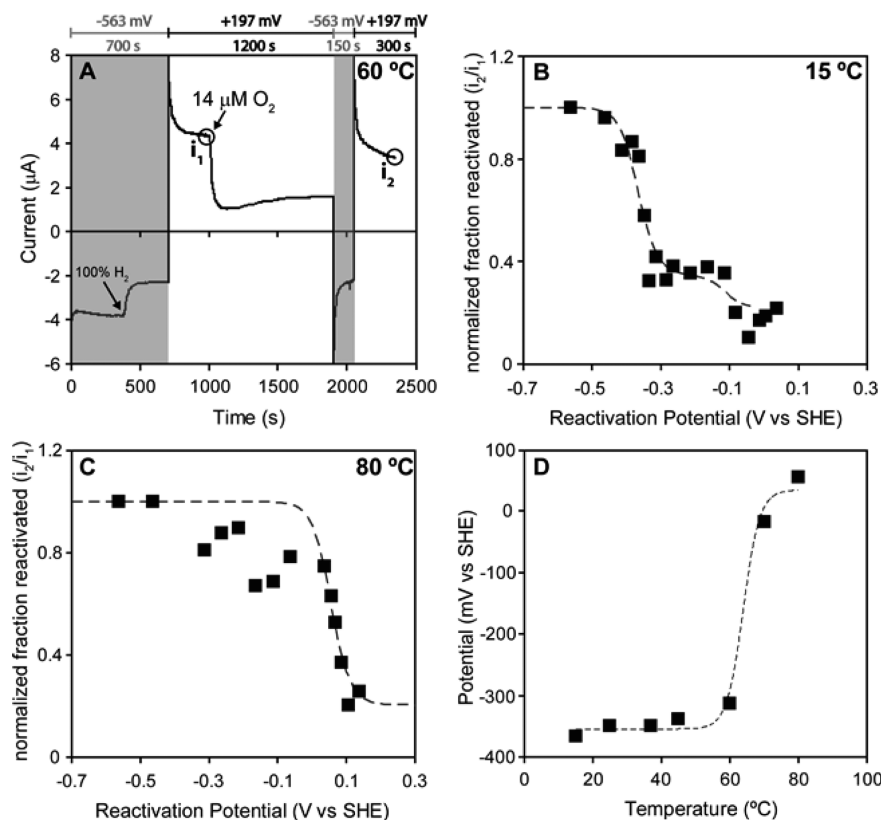 -563 mV +197 mV -563 mV +197 mV
700 s 1200 s 150 s 300 s
A 60 ºC
8
6
4
2
0
-2
-4
-6
Current (µA)
14 µM O2
i1
i2
100% H2
0 500 1000 1500 2000 2500
Time (s)
B 15 ºC
1.2
0.8
0.4
0
normalized fraction reactivated (i2/i1)
-0.7 -0.5 -0.3 -0.1 0.1 0.3
Reactivation Potential (V vs SHE)
C 80 ºC
1.2
0.8
0.4
0
normalized fraction reactivated (i2/i1)
-0.7 -0.5 -0.3 -0.1 0.1 0.3
Reactivation Potential (V vs SHE)
D
100
0
-100
-200
-300
-400
Potential (mV vs SHE)
0 20 40 60 80 100
Temperature (ºC)